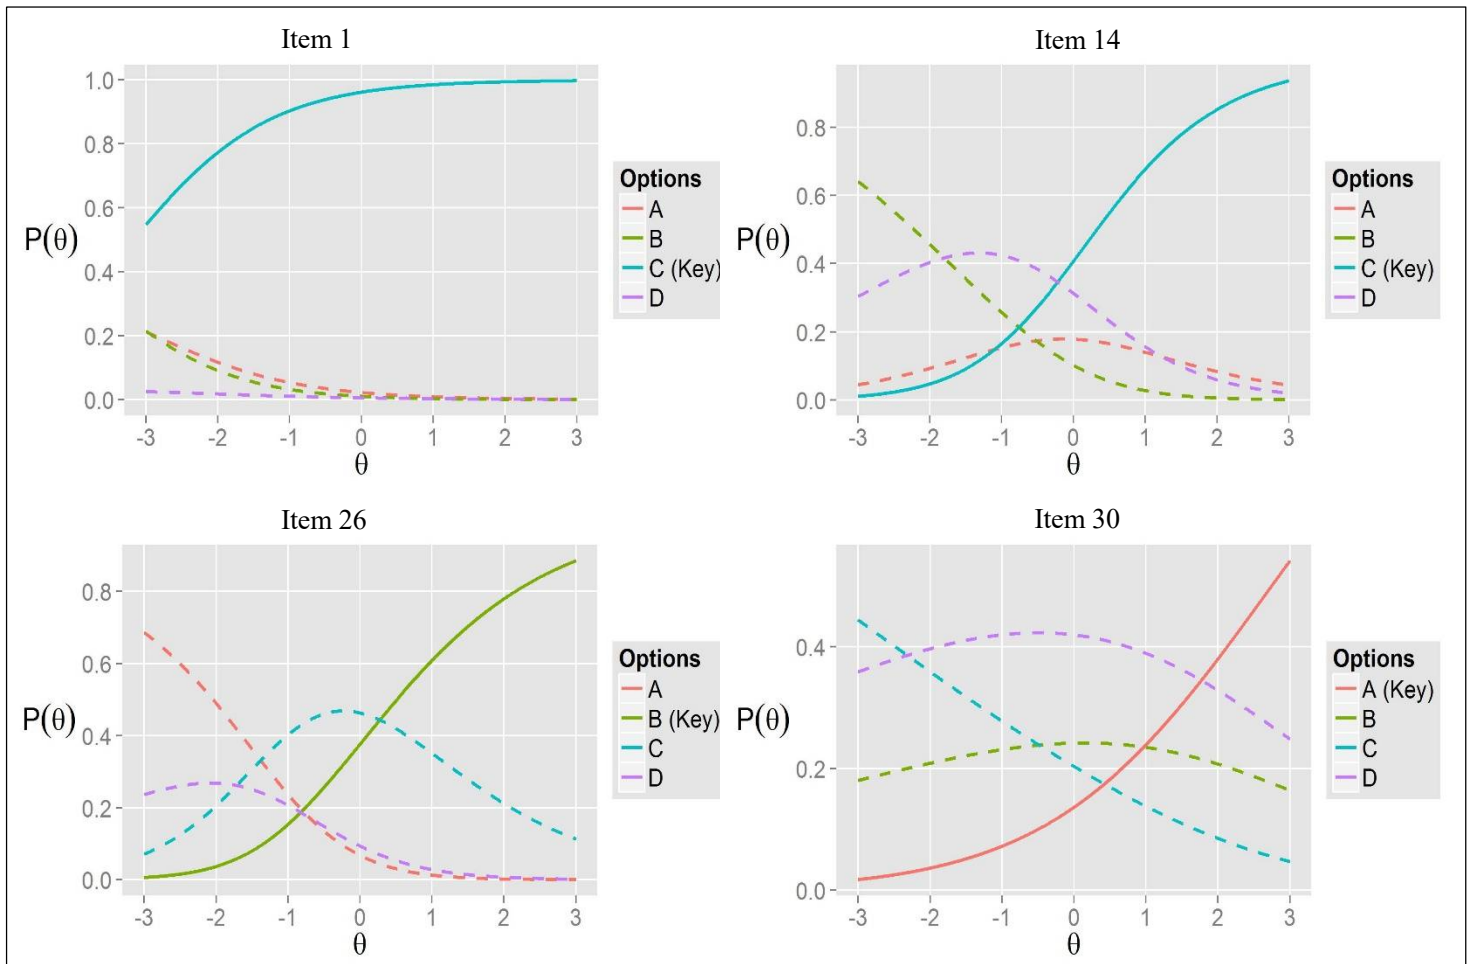 Item 1
1.0
0.8
0.6
0.4
0.2
0.0
P(θ)
-3 -2 -1 0 1 2 3
θ
Options
A
B
C (Key)
D
Item 14
0.8
0.6
0.4
0.2
0.0
P(θ)
-3 -2 -1 0 1 2 3
θ
Options
A
B
C (Key)
D
Item 26
0.8
0.6
0.4
0.2
0.0
P(θ)
-3 -2 -1 0 1 2 3
θ
Options
A
B (Key)
C
D
Item 30
0.4
0.2
0.0
P(θ)
-3 -2 -1 0 1 2 3
θ
Options
A (Key)
B
C
D